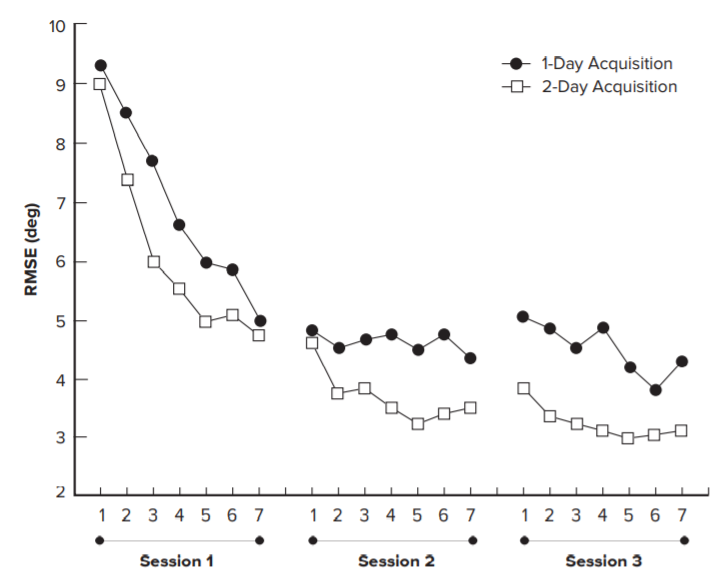 10
1-Day Acquisition
2-Day Acquisition
9
8
7
6
5
4
3
2
RMSE (deg)
1 2 3 4 5 6 7 1 2 3 4 5 6 7 1 2 3 4 5 6 7
Session 1 Session 2 Session 3